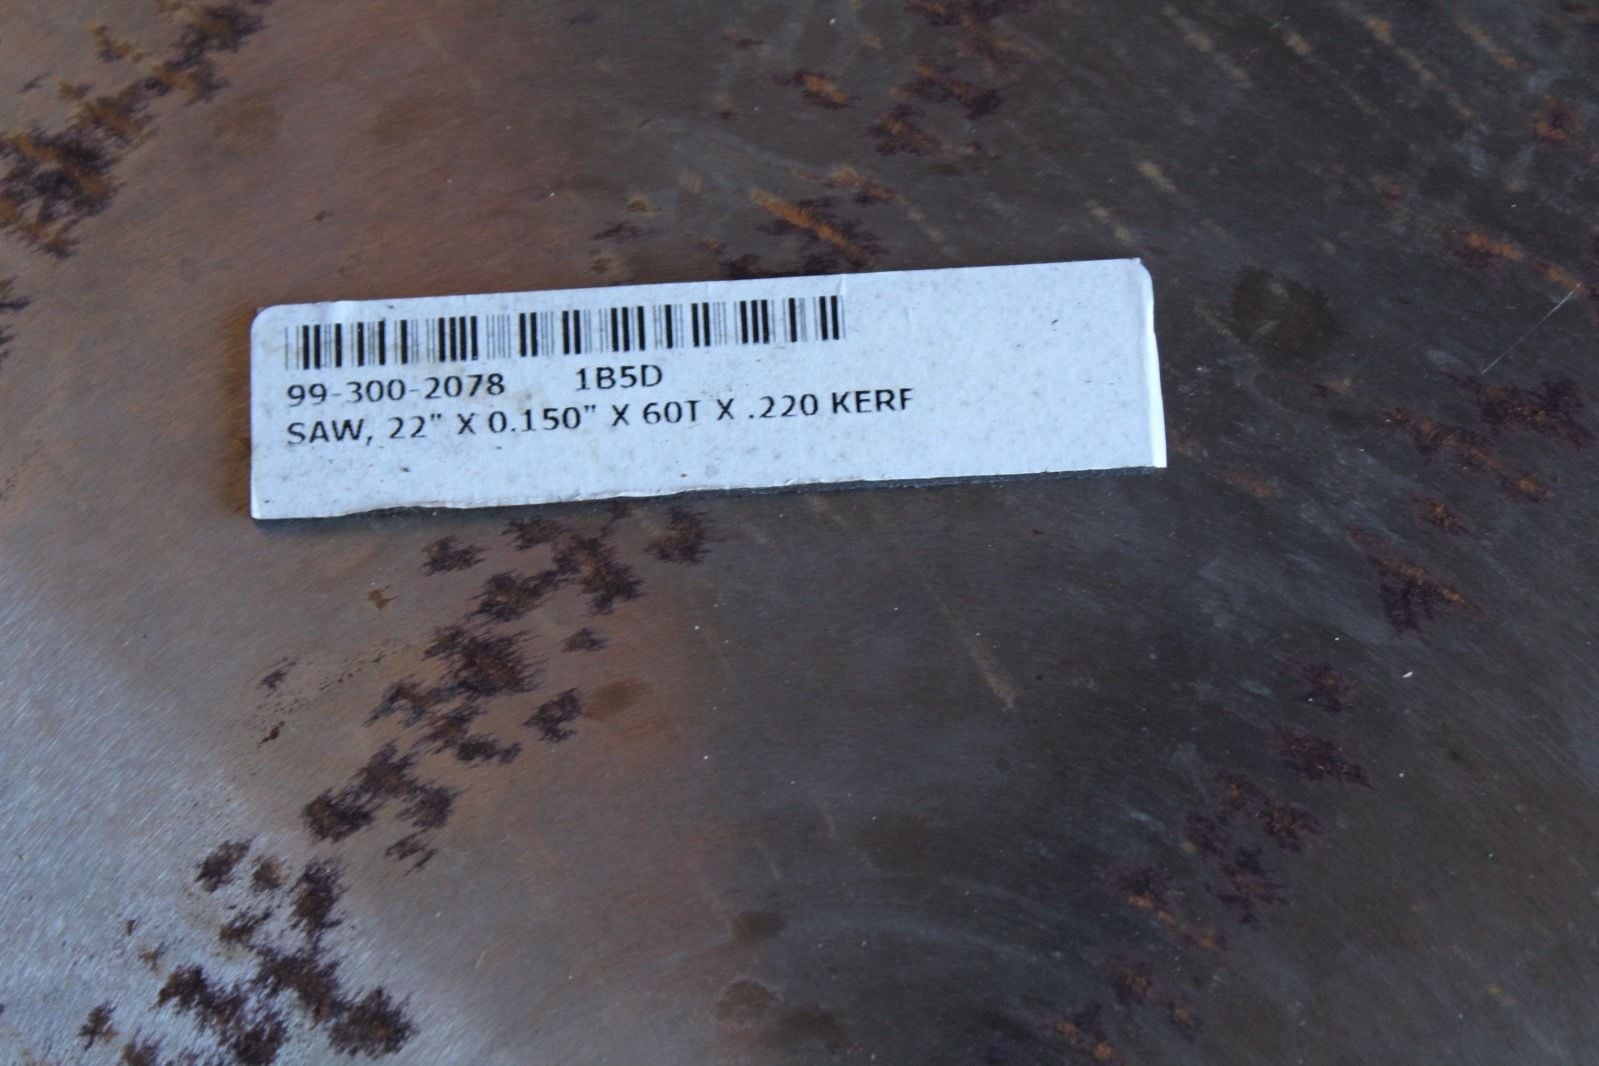 99-300-2078 1B5D
SAW, 22" X 0.150" X 60T X .220 KERF